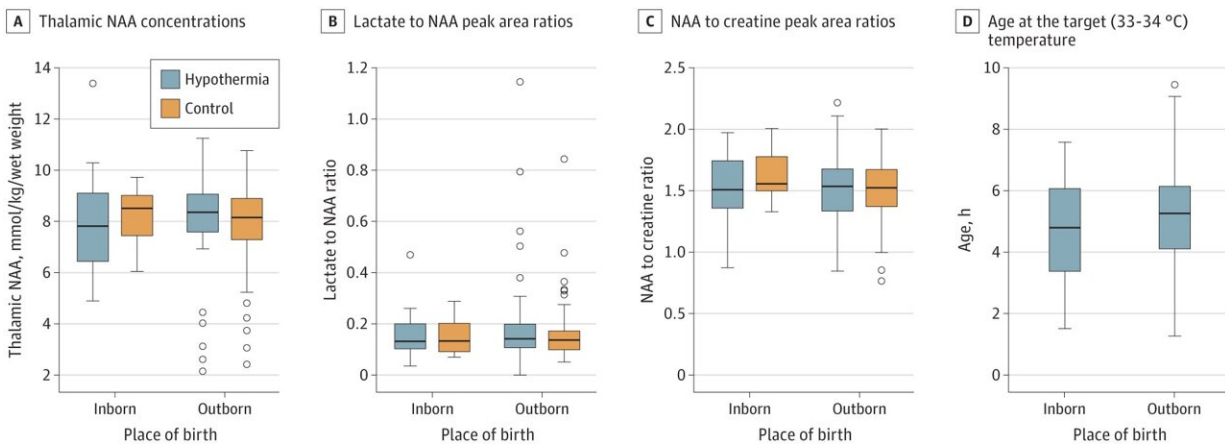 A Thalamic NAA concentrations
Thalamic NAA, mmol/kg/wet weight
14
12
10
8
6
4
2
Hypothermia
Control
Inborn Outborn
Place of birth
B Lactate to NAA peak area ratios
Lactate to NAA ratio
1.2
1.0
0.8
0.6
0.4
0.2
0
Inborn Outborn
Place of birth
C NAA to creatine peak area ratios
NAA to creatine ratio
2.5
2.0
1.5
1.0
0.5
0
Inborn Outborn
Place of birth
D Age at the target (33-34 °C)
temperature
Age, h
10
8
6
4
2
0
Inborn Outborn
Place of birth